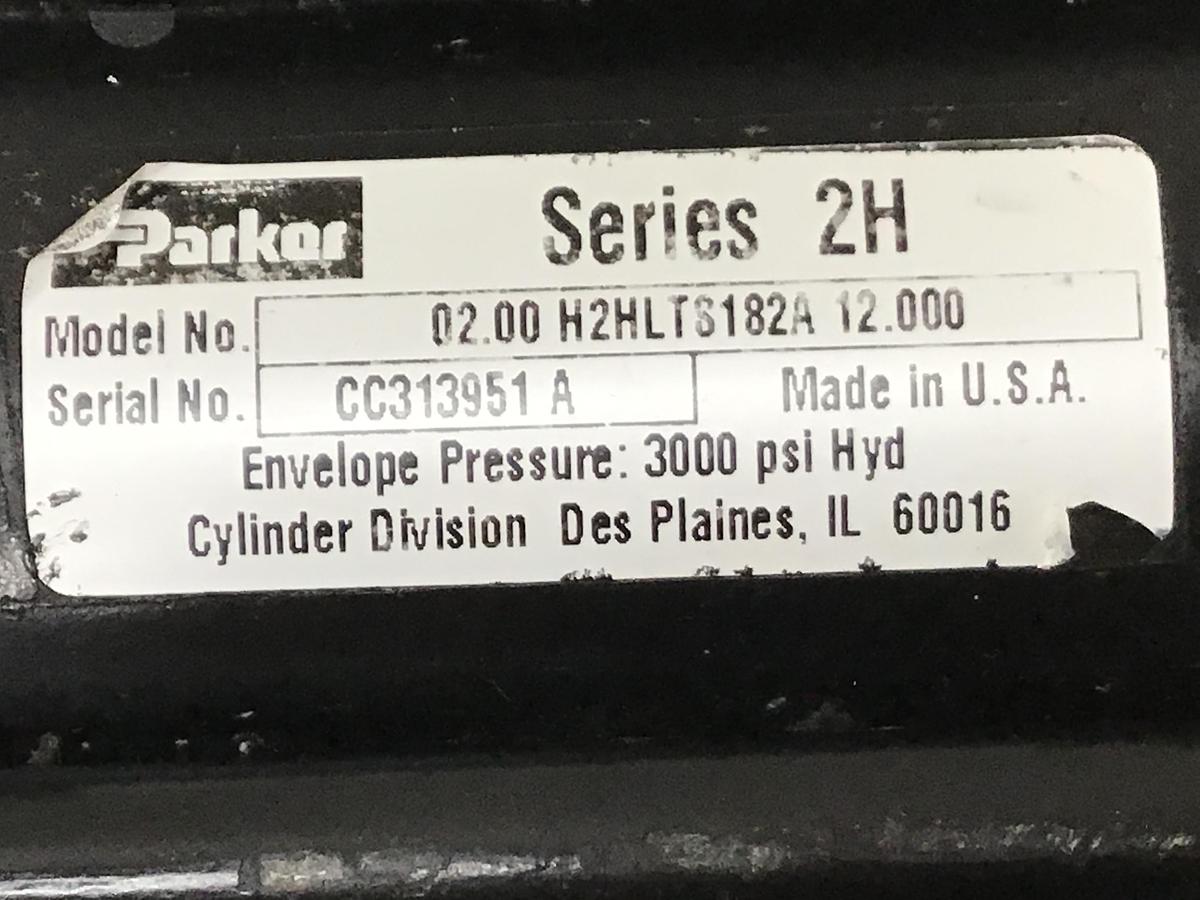 Parker Series 2H
Model No. 02.00 H2HLTS182A 12.000
Serial No. CC313951 A Made in U.S.A.
Envelope Pressure: 3000 psi Hyd
Cylinder Division Des Plaines, IL 60016